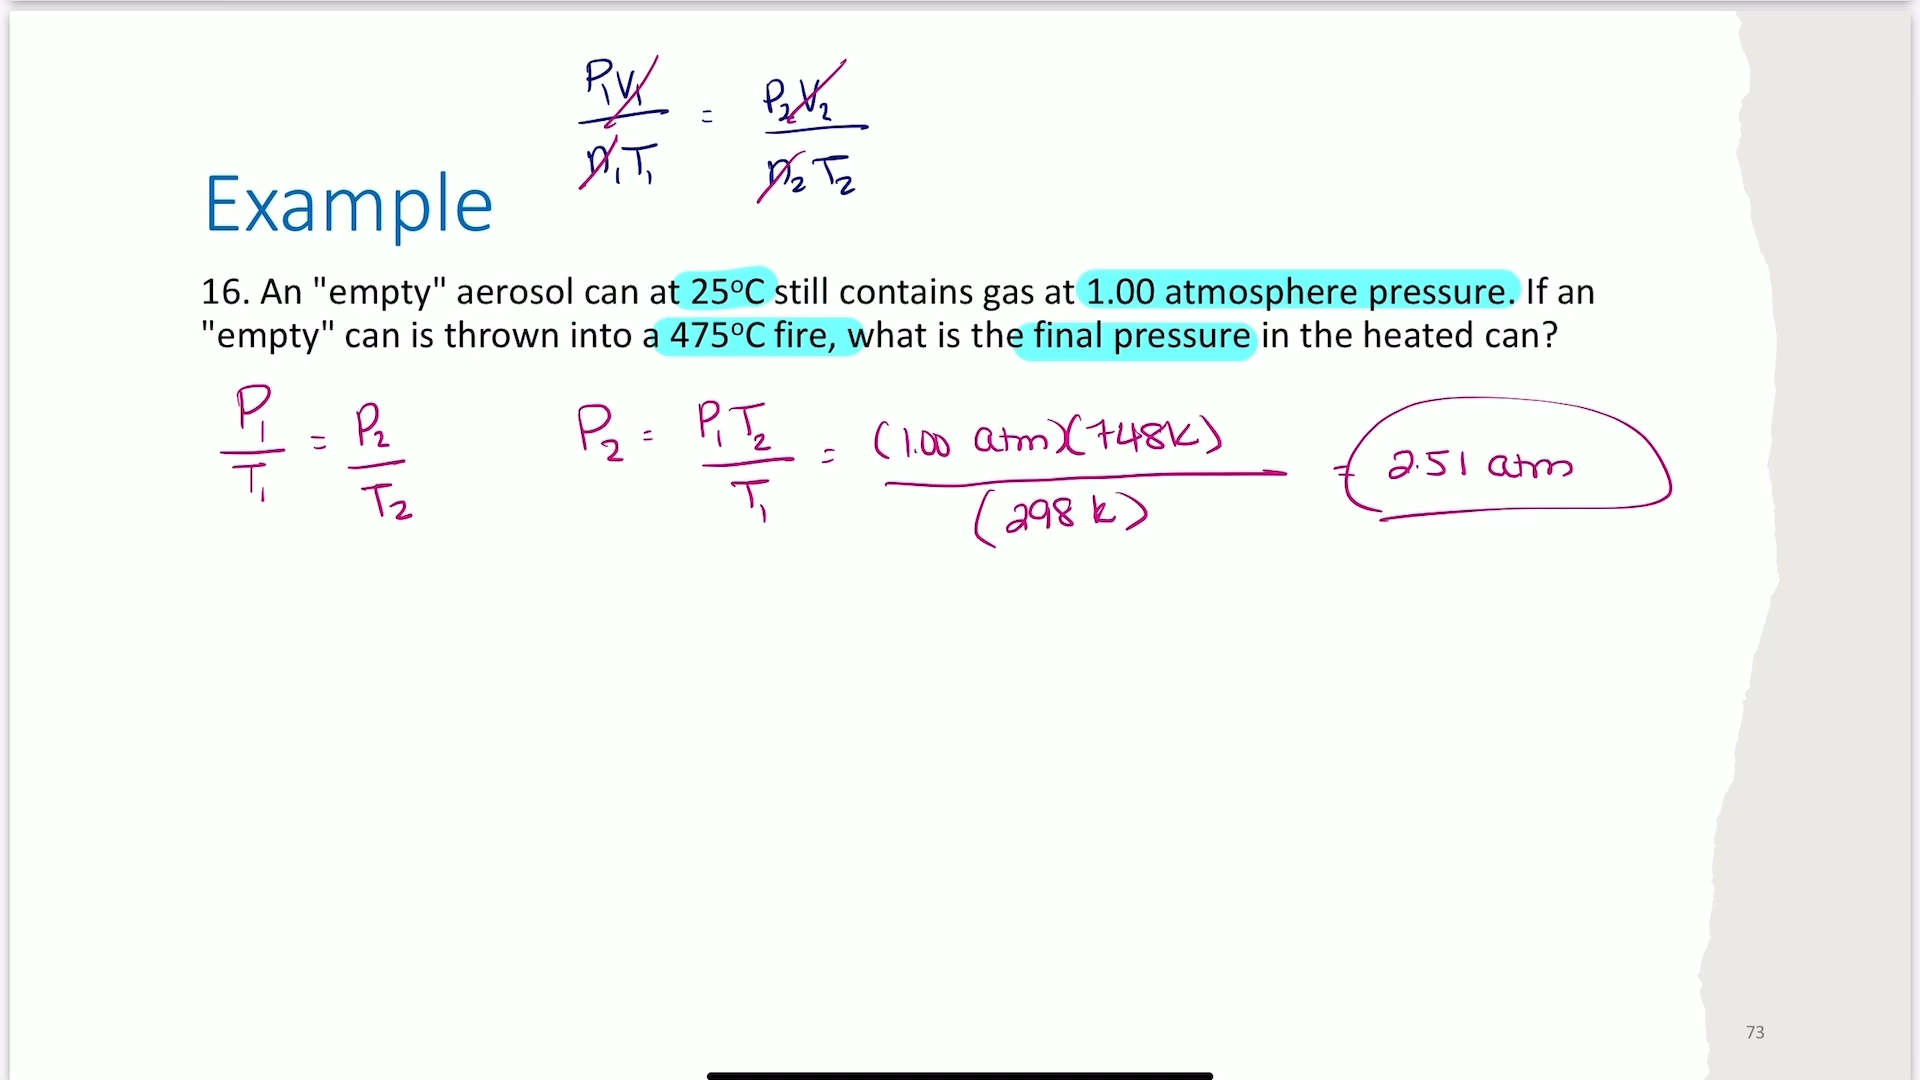 P₁V₁ / n₁T₁ = P₂V₂ / n₂T₂
Example
16. An "empty" aerosol can at 25°C still contains gas at 1.00 atmosphere pressure. If an
"empty" can is thrown into a 475°C fire, what is the final pressure in the heated can?
P₁ / T₁ = P₂ / T₂
P₂ = P₁T₂ / T₁ = (1.00 atm)(748K) / (298K) = 2.51 atm
73